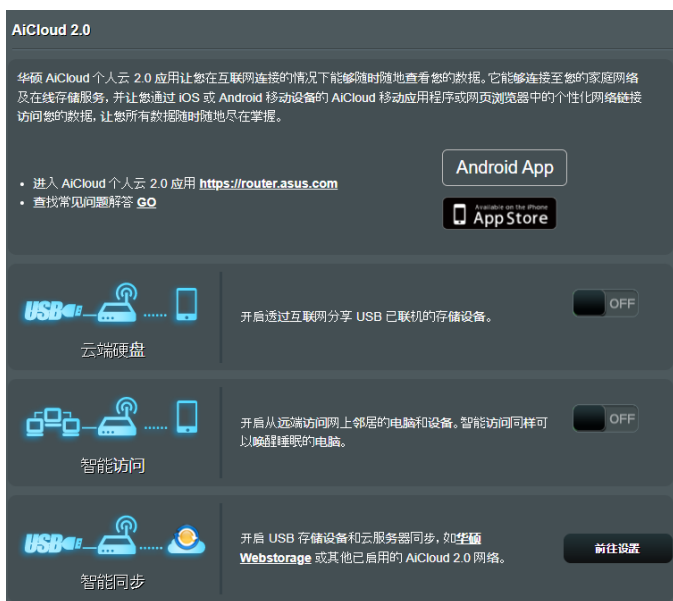 AiCloud 2.0
华硕 AiCloud 个人云 2.0 应用让您在互联网连接的情况下能够随时随地查看您的数据。它能够连接至您的家庭网络
及在线存储服务，并让您通过 iOS 或 Android 移动设备的 AiCloud 移动应用程序或网页浏览器中的个性化网络链接
访问您的数据，让您所有数据随时随地尽在掌握。
Android App
• 进入 AiCloud 个人云 2.0 应用 https://router.asus.com
• 查找常见问题解答 GO
Available on the iPhone
App Store
USB
云端硬盘
开启透过互联网分享 USB 已联机的存储设备。
OFF
智能访问
开启从远端访问网上邻居的电脑和设备。智能访问同样可
以唤醒睡眠的电脑。
OFF
USB
智能同步
开启 USB 存储设备和云服务器同步，如华硕
Webstorage 或其他已启用的 AiCloud 2.0 网络。
前往设置